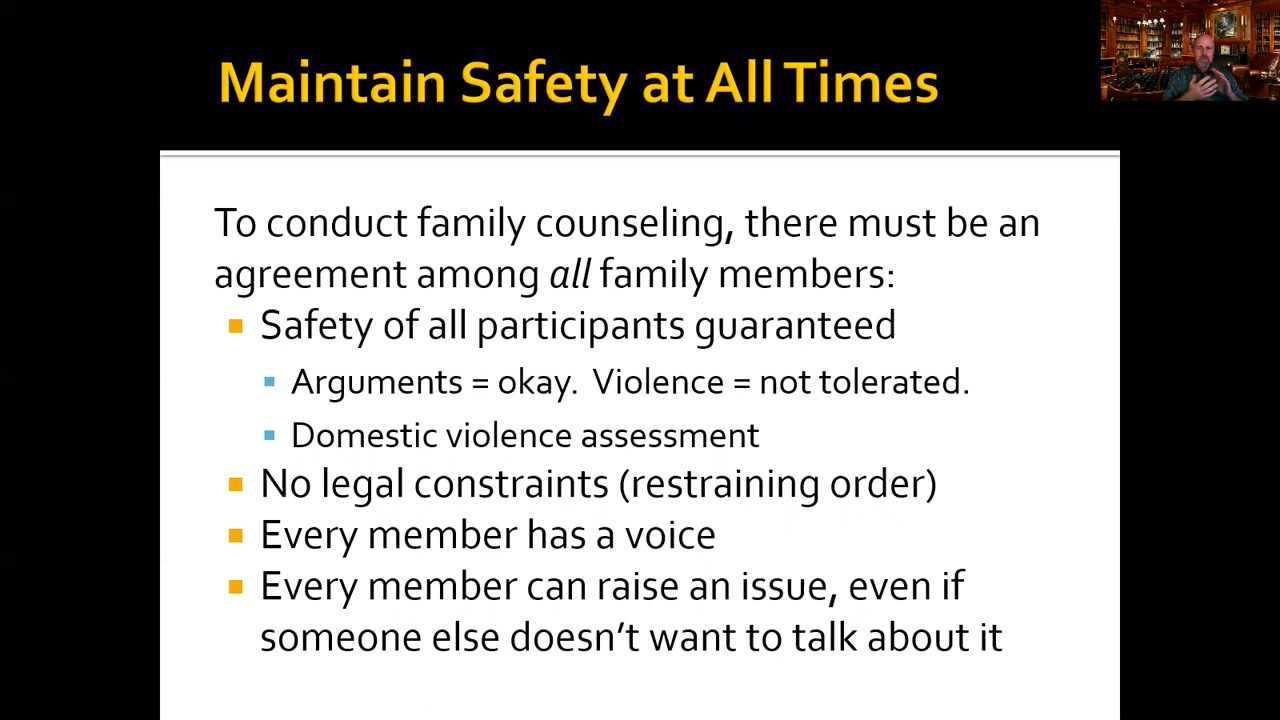 Maintain Safety at All Times
To conduct family counseling, there must be an
agreement among all family members:
Safety of all participants guaranteed
Arguments = okay.  Violence = not tolerated.
Domestic violence assessment
No legal constraints (restraining order)
Every member has a voice
Every member can raise an issue, even if
someone else doesn’t want to talk about it